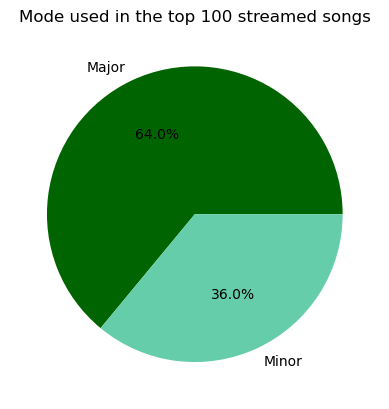 Mode used in the top 100 streamed songs
Major
64.0%
36.0%
Minor